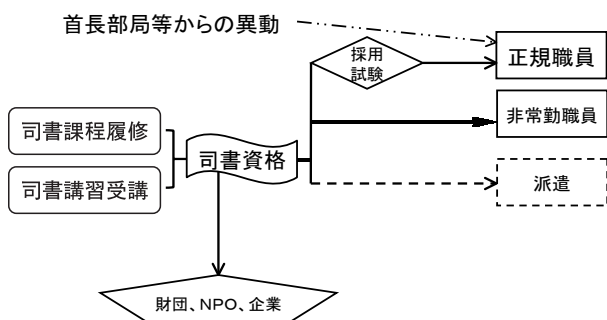 首長部局等からの異動
採用
試験
正規職員
非常勤職員
司書課程履修
司書資格
司書講習受講
派遣
財団、NPO、企業